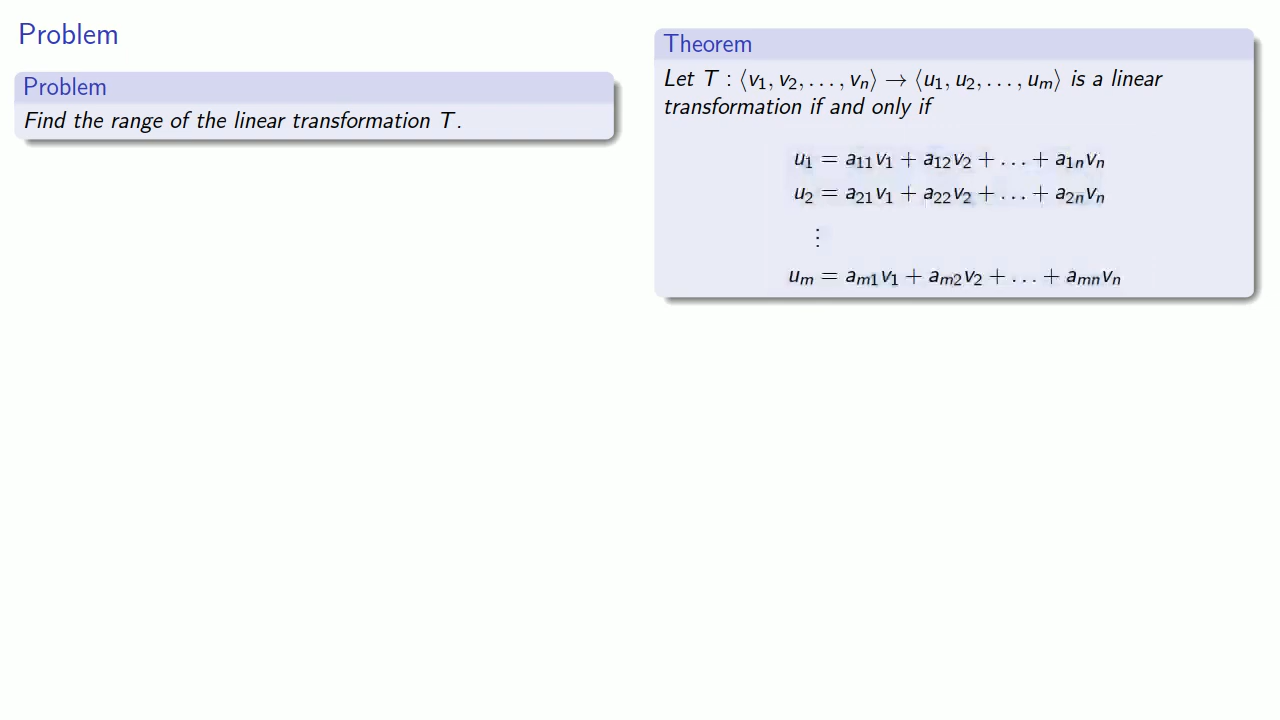 Problem
Problem
Find the range of the linear transformation T.
Theorem
Let T : ⟨v₁, v₂, . . . , vₙ⟩ → ⟨u₁, u₂, . . . , uₘ⟩ is a linear
transformation if and only if
u₁ = a₁₁v₁ + a₁₂v₂ + . . . + a₁ₙvₙ
u₂ = a₂₁v₁ + a₂₂v₂ + . . . + a₂ₙvₙ
⋮
uₘ = aₘ₁v₁ + aₘ₂v₂ + . . . + aₘₙvₙ